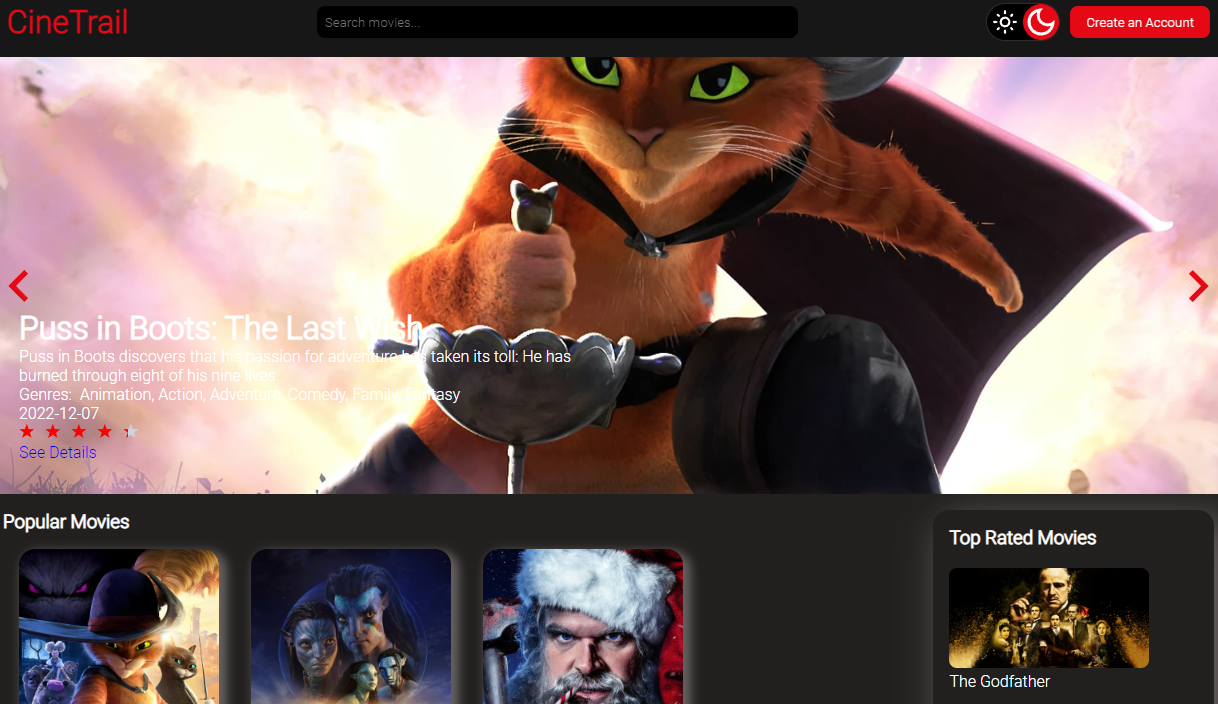 CineTrail
Search movies...
Create an Account
Puss in Boots: The Last Wish
Puss in Boots discovers that his passion for adventure has taken its toll: He has
burned through eight of his nine lives
Genres: Animation, Action, Adventure, Comedy, Family, Fantasy
2022-12-07
See Details
Popular Movies
Top Rated Movies
The Godfather